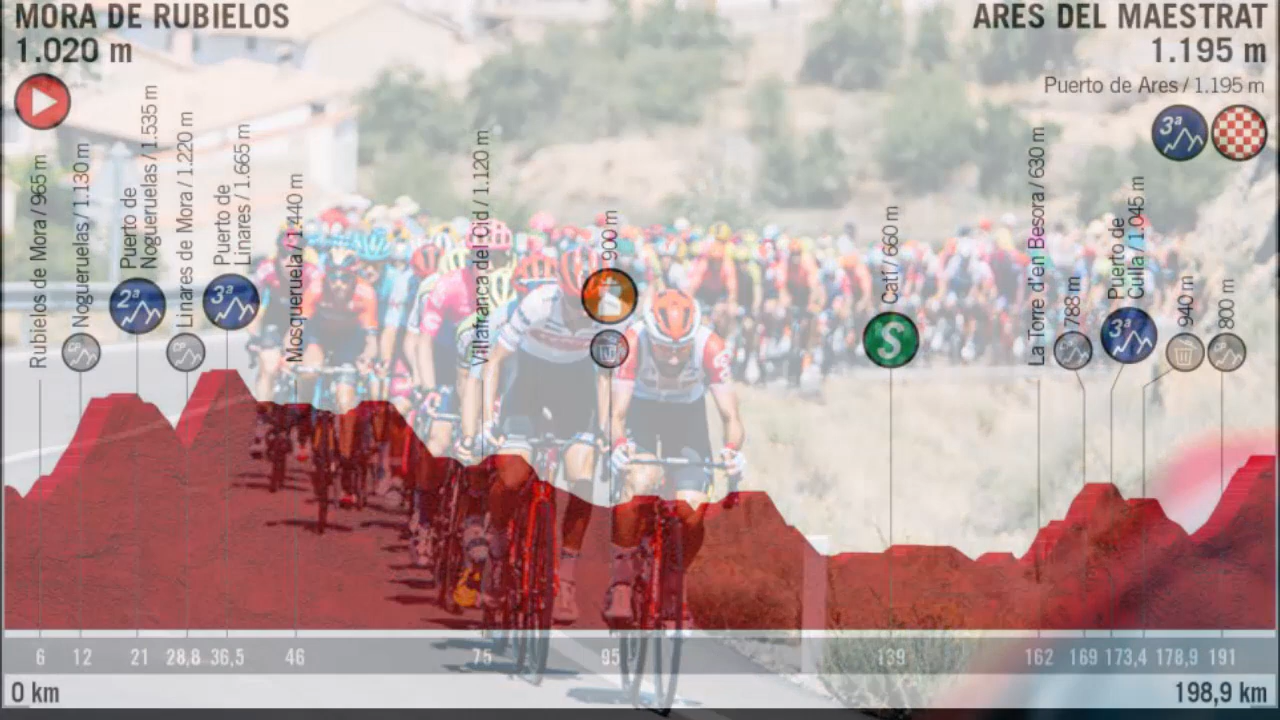 MORA DE RUBIELOS
1.020 m
ARES DEL MAESTRAT
1.195 m
Puerto de Ares / 1.195 m
3ª
Rubielos de Mora / 965 m
Nogueruelas / 1.130 m
CP
Puerto de
Nogueruelas / 1.535 m
2ª
Linares de Mora / 1.220 m
CP
Puerto de
Linares / 1.665 m
3ª
Mosqueruela / 1.440 m
Villafranca del Cid / 1.120 m
900 m
Catí / 660 m
S
La Torre d'en Besora / 630 m
788 m
Puerto de
Culla / 1.045 m
3ª
940 m
800 m
6 12 21 28,8 36,5 46 75 95 139 162 169 173,4 178,9 191
0 km
198,9 km